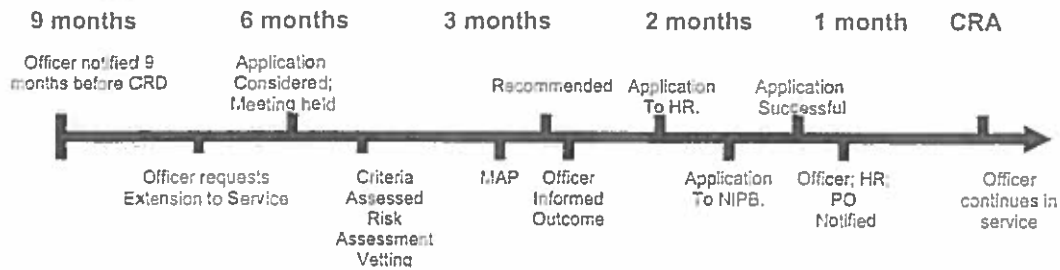 9 months 6 months 3 months 2 months 1 month CRA
Officer notified 9
months before CRD
Application
Considered;
Meeting held
Recommended
Application
To HR.
Application
Successful
Officer requests
Extension to Service
Criteria
Assessed
Risk
Assessment
Vetting
MAP
Officer
Informed
Outcome
Application
To NIPB.
Officer; HR;
PO
Notified
Officer
continues in
service